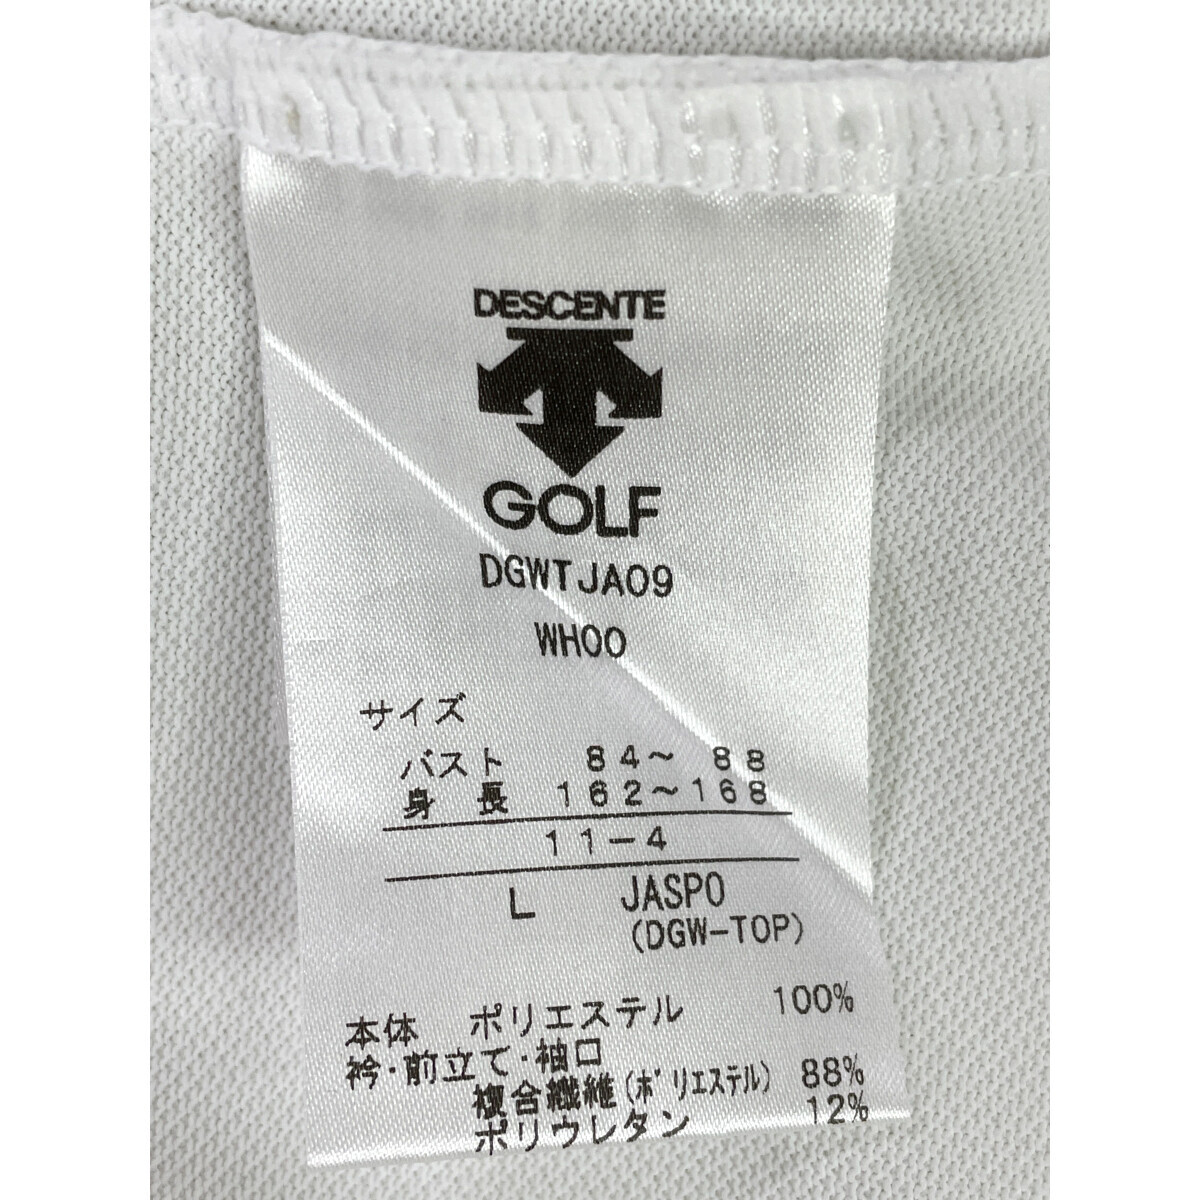 DESCENTE
GOLF
DGWTJA09
WH00
サイズ
バスト 84～ 88
身 長 162～168
11－4
L JASPO
(DGW-TOP)
本体 ポリエステル 100%
衿・前立て・袖口
複合繊維(ポリエステル) 88%
ポリウレタン 12%